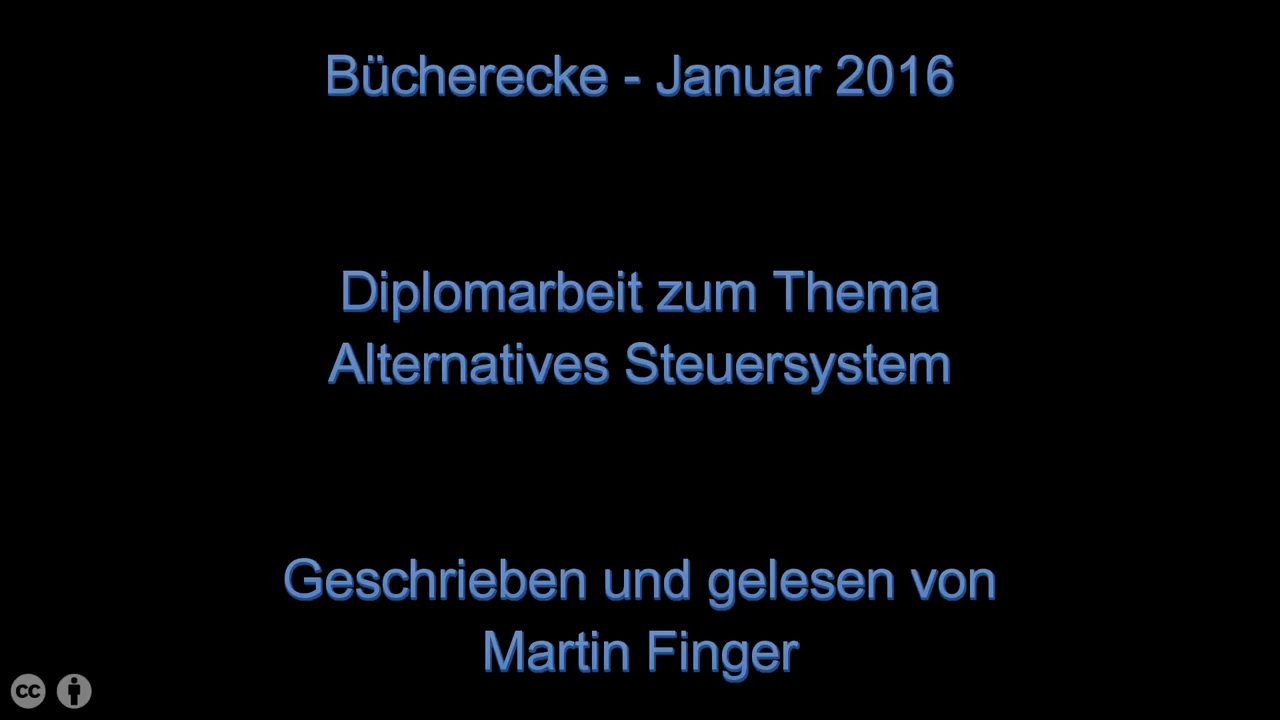 Bücherecke - Januar 2016
Diplomarbeit zum Thema
Alternatives Steuersystem
Geschrieben und gelesen von
Martin Finger
cc